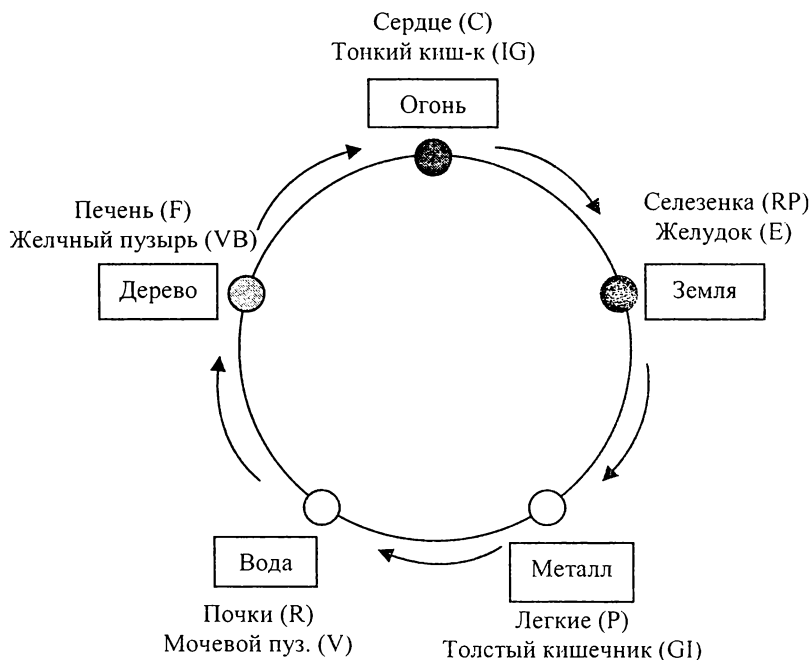 Сердце (C)
Тонкий киш-к (IG)
Огонь
Печень (F)
Желчный пузырь (VB)
Дерево
Селезенка (RP)
Желудок (E)
Земля
Вода
Почки (R)
Мочевой пуз. (V)
Металл
Легкие (P)
Толстый кишечник (GI)